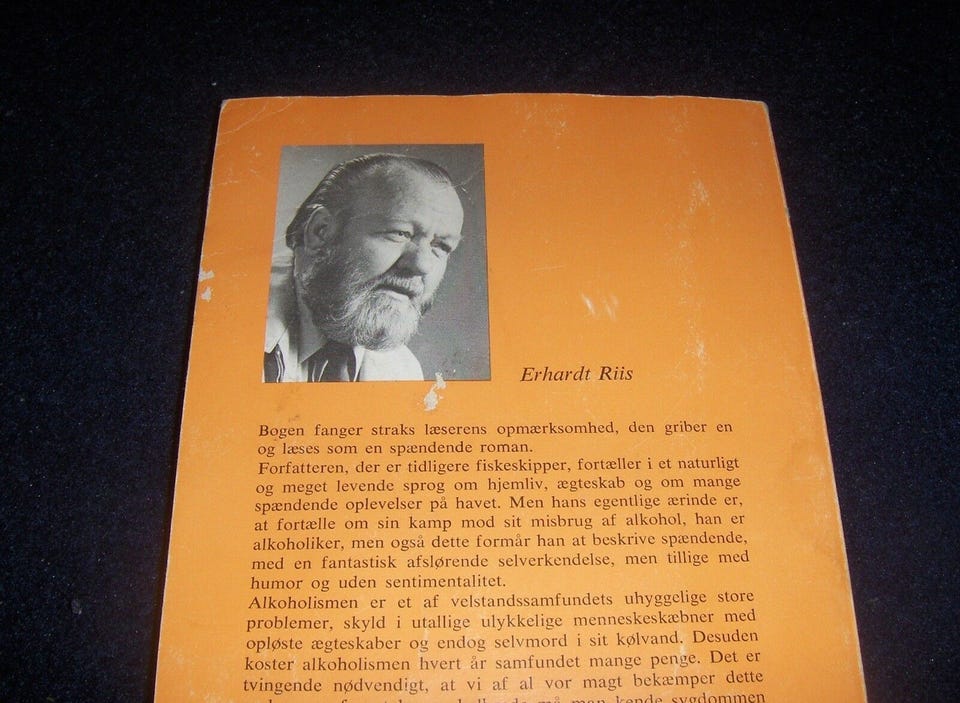 Erhardt Riis
Bogen fanger straks læserens opmærksomhed, den griber en
og læses som en spændende roman.
Forfatteren, der er tidligere fiskeskipper, fortæller i et naturligt
og meget levende sprog om hjemliv, ægteskab og om mange
spændende oplevelser på havet. Men hans egentlige ærinde er,
at fortælle om sin kamp mod sit misbrug af alkohol, han er
alkoholiker, men også dette formår han at beskrive spændende,
med en fantastisk afslørende selverkendelse, men tillige med
humor og uden sentimentalitet.
Alkoholismen er et af velstandssamfundets uhyggelige store
problemer, skyld i utallige ulykkelige menneskeskæbner med
opløste ægteskaber og endog selvmord i sit kølvand. Desuden
koster alkoholismen hvert år samfundet mange penge. Det er
tvingende nødvendigt, at vi af al vor magt bekæmper dette
må man kende sygdommen